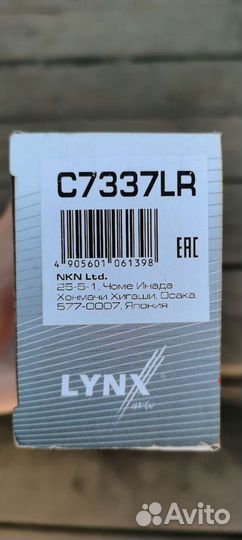 C7337LR
EAC
4 905601 061398
NKN Ltd.
25-5-1, Чоме Инада
Хонмачи Хигаши, Осака
577-0007, Япония
LYNX
auto
Avito